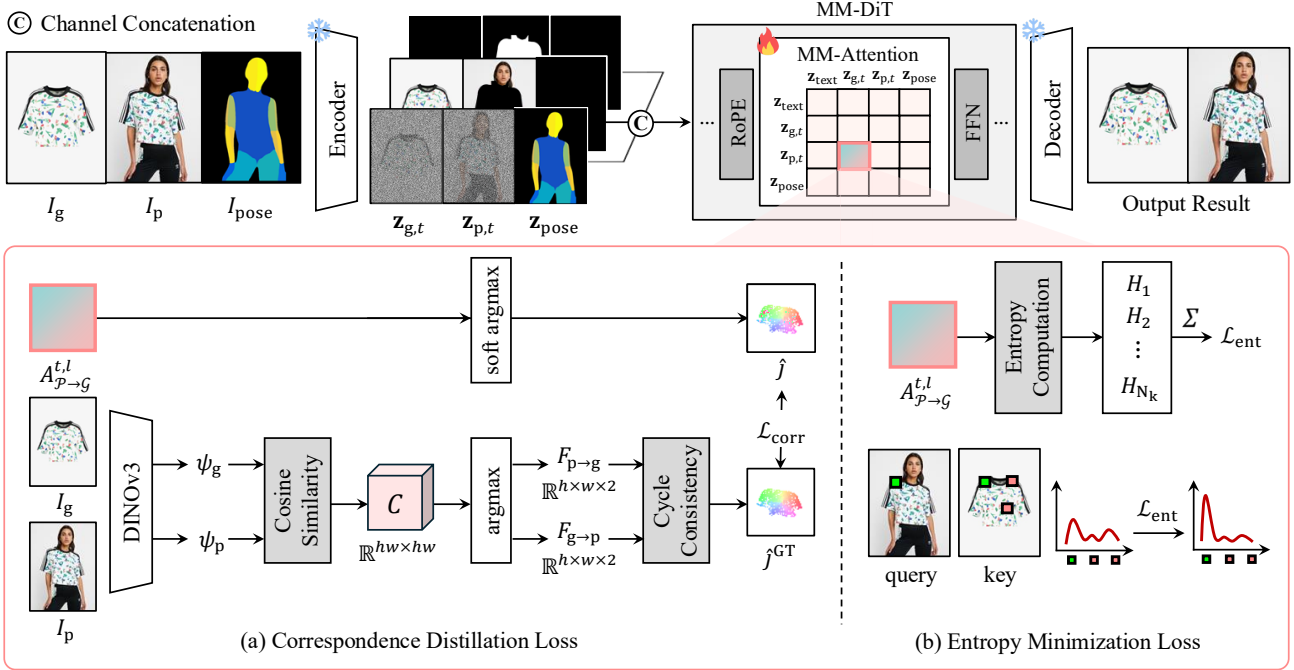 © Channel Concatenation
I_g
I_p
I_pose
Encoder
z_g,t
z_p,t
z_pose
C
MM-DiT
...
RoPE
MM-Attention
z_text z_g,t z_p,t z_pose
z_text
z_g,t
z_p,t
z_pose
FFN
...
Decoder
Output Result
A^{t,l}_{𝒫→𝒢}
soft argmax
ĵ
ℒ_corr
ĵ^GT
I_g
I_p
DINOv3
ψ_g
ψ_p
Cosine
Similarity
C
ℝ^{hw×hw}
argmax
F_{p→g}
ℝ^{h×w×2}
F_{g→p}
ℝ^{h×w×2}
Cycle
Consistency
(a) Correspondence Distillation Loss
A^{t,l}_{𝒫→𝒢}
Entropy
Computation
H_1
H_2
⋮
H_{N_k}
Σ
ℒ_ent
query
key
ℒ_ent
(b) Entropy Minimization Loss